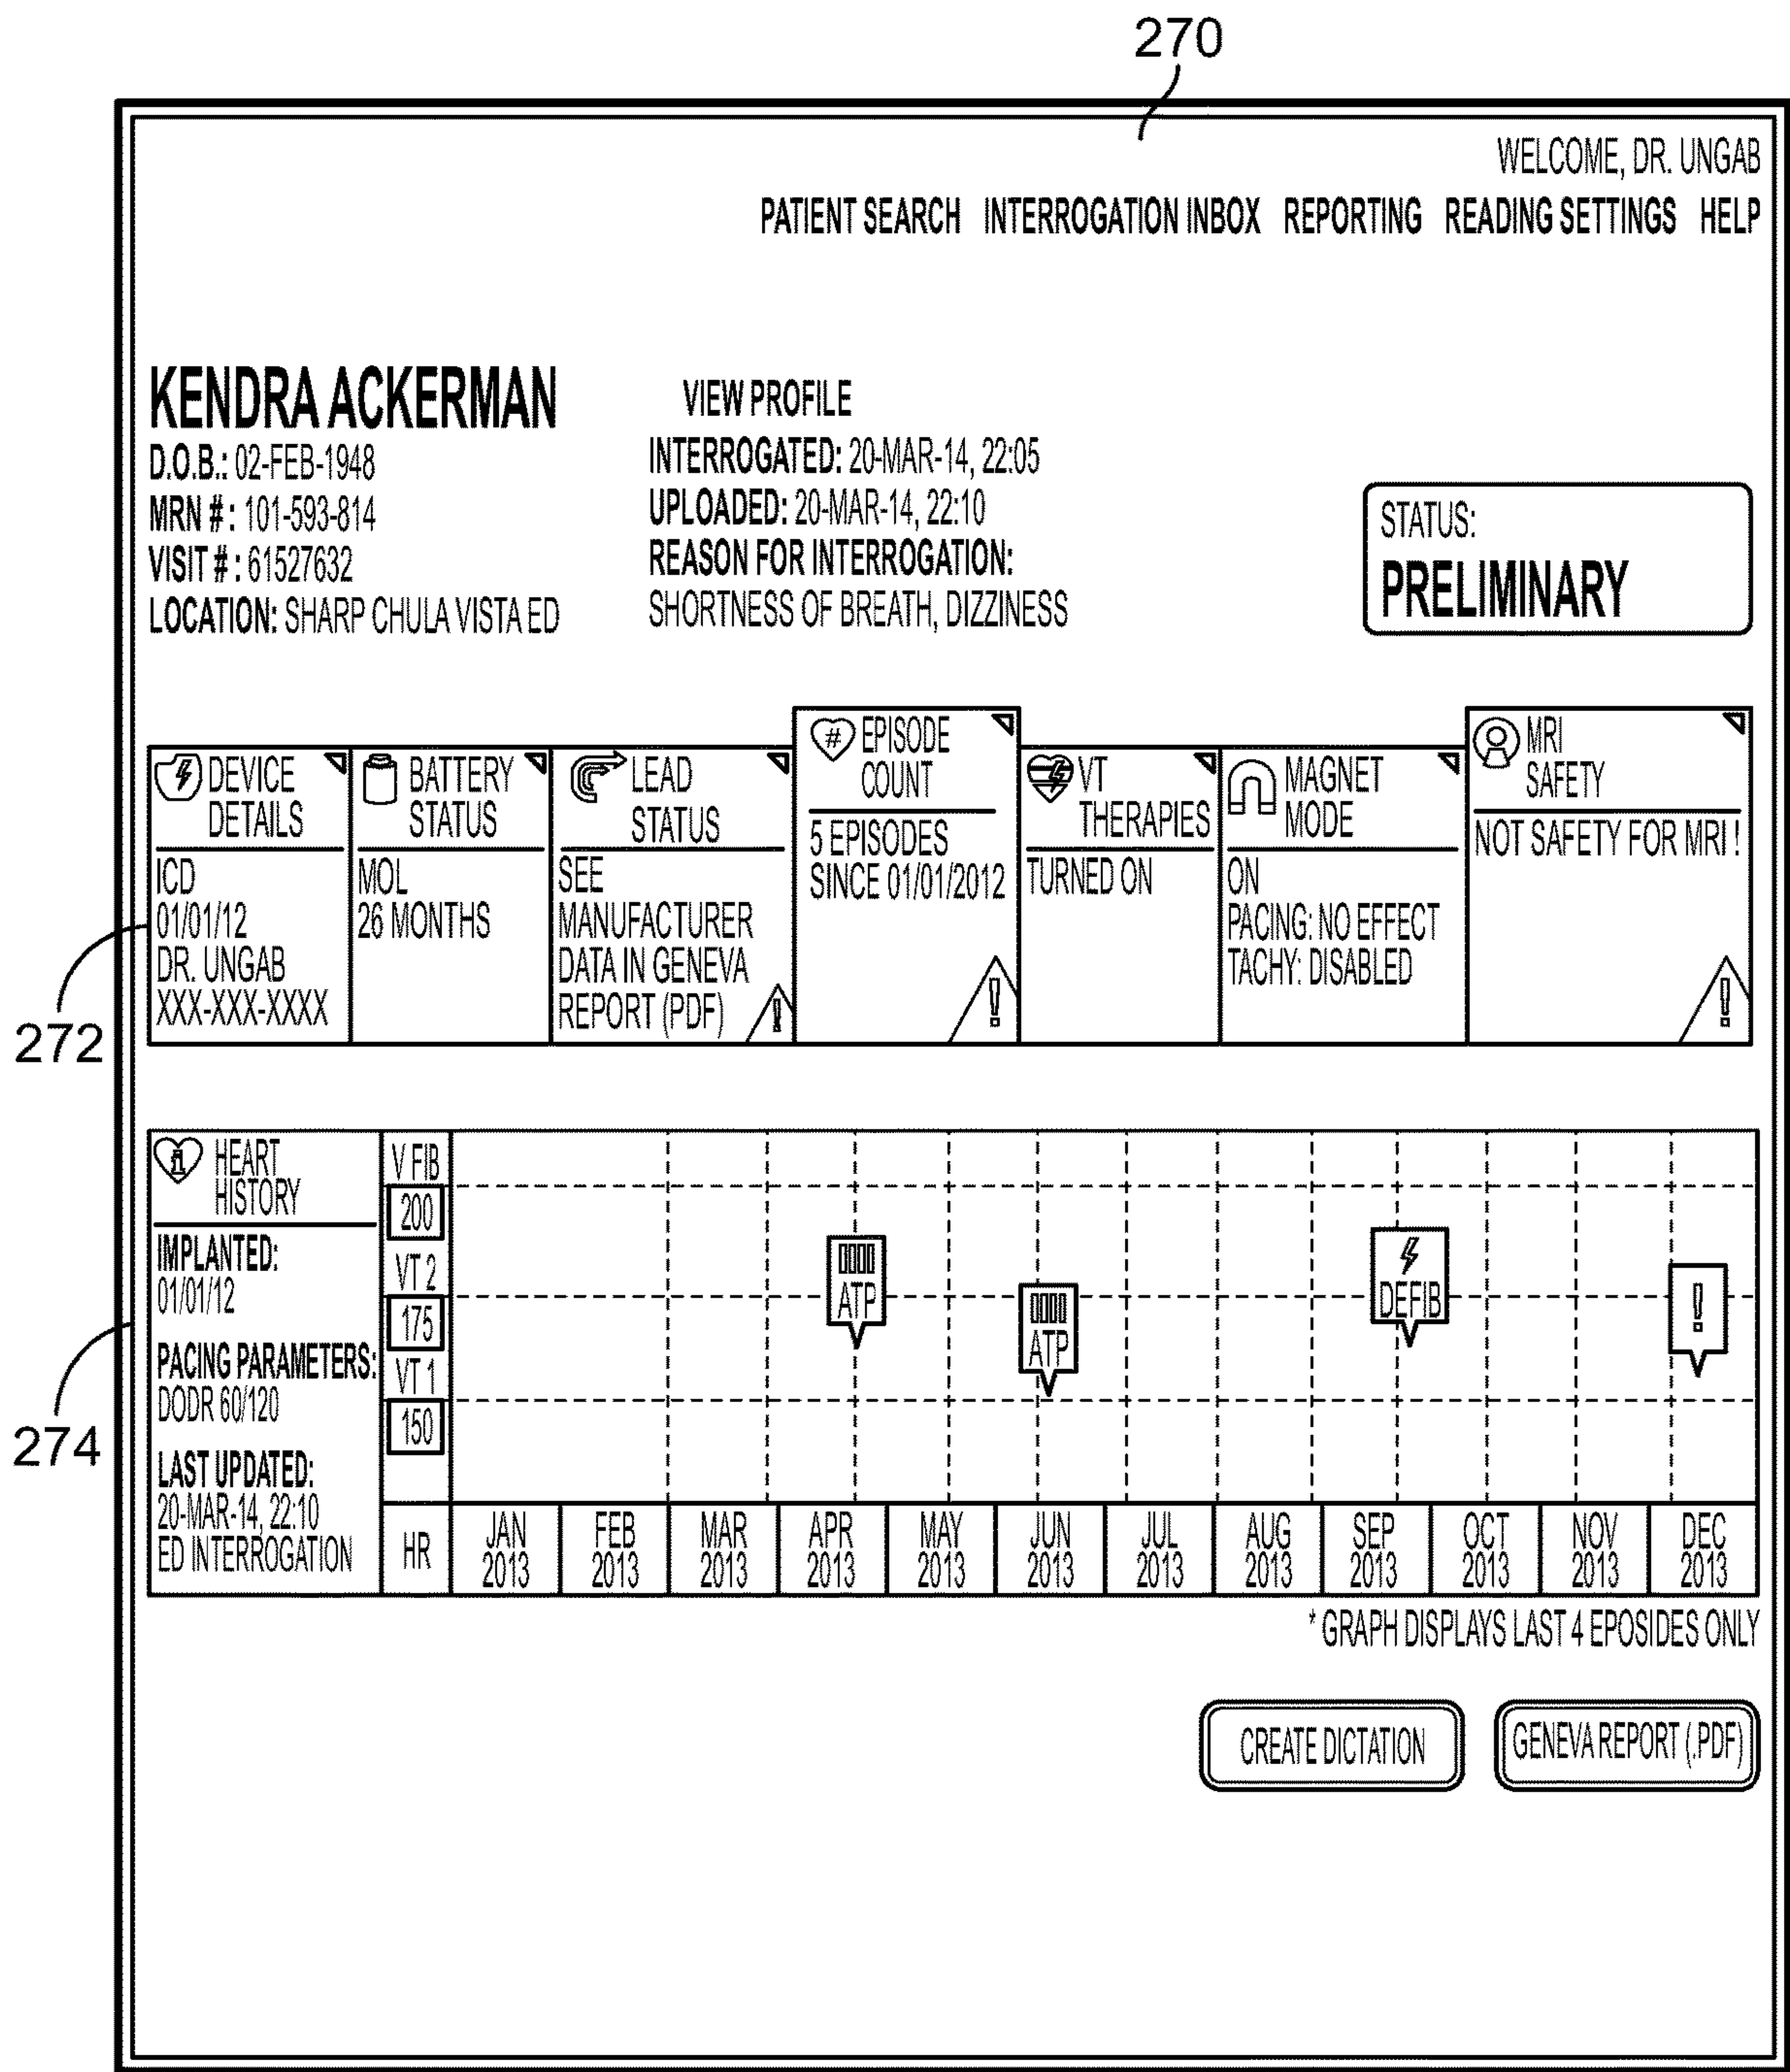 270
WELCOME, DR. UNGAB
PATIENT SEARCH INTERROGATION INBOX REPORTING READING SETTINGS HELP
KENDRA ACKERMAN
D.O.B.: 02-FEB-1948
MRN #: 101-593-814
VISIT #: 61527632
LOCATION: SHARP CHULA VISTA ED
VIEW PROFILE
INTERROGATED: 20-MAR-14, 22:05
UPLOADED: 20-MAR-14, 22:10
REASON FOR INTERROGATION:
SHORTNESS OF BREATH, DIZZINESS
STATUS:
PRELIMINARY
272
DEVICE
DETAILS
ICD
01/01/12
DR. UNGAB
XXX-XXX-XXXX
BATTERY
STATUS
MOL
26 MONTHS
LEAD
STATUS
SEE
MANUFACTURER
DATA IN GENEVA
REPORT (PDF)
!
#
EPISODE
COUNT
5 EPISODES
SINCE 01/01/2012
!
VT
THERAPIES
TURNED ON
MAGNET
MODE
ON
PACING: NO EFFECT
TACHY: DISABLED
MRI
SAFETY
NOT SAFETY FOR MRI !
!
274
i
HEART
HISTORY
IMPLANTED:
01/01/12
PACING PARAMETERS:
DODR 60/120
LAST UPDATED:
20-MAR-14, 22:10
ED INTERROGATION
V FIB
200
VT 2
175
VT 1
150
HR
ATP
ATP
DEFIB
!
JAN
2013
FEB
2013
MAR
2013
APR
2013
MAY
2013
JUN
2013
JUL
2013
AUG
2013
SEP
2013
OCT
2013
NOV
2013
DEC
2013
* GRAPH DISPLAYS LAST 4 EPOSIDES ONLY
CREATE DICTATION
GENEVA REPORT (.PDF)